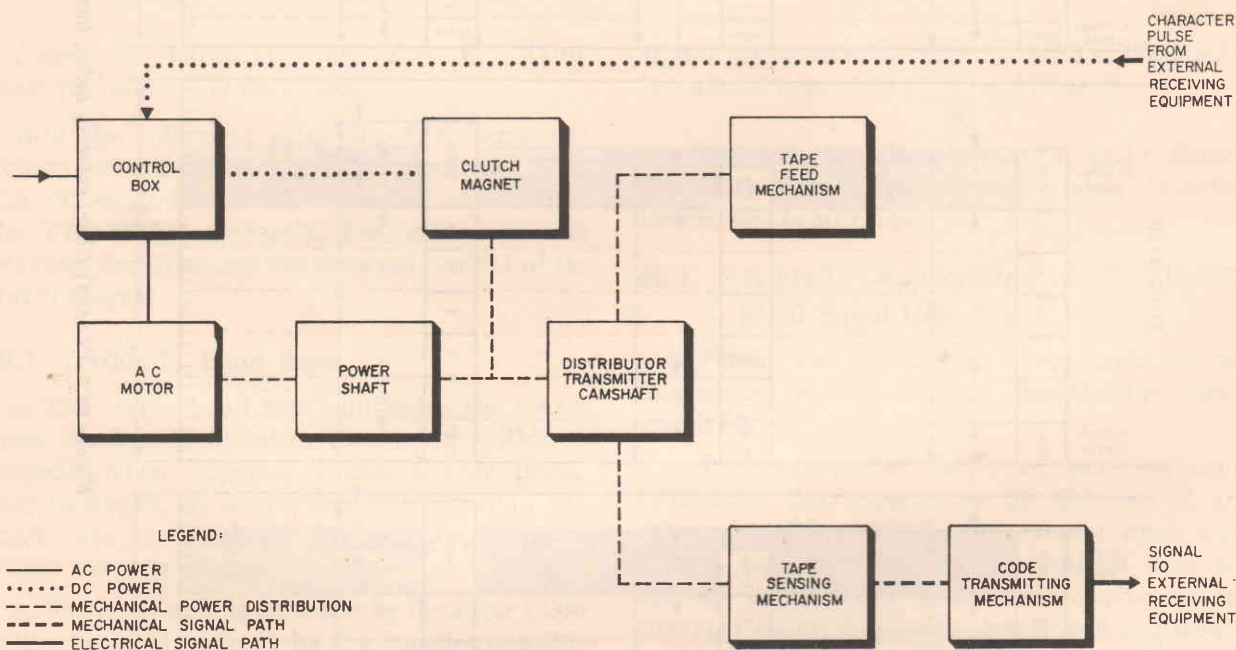 CHARACTER
PULSE
FROM
EXTERNAL
RECEIVING
EQUIPMENT
CONTROL
BOX
CLUTCH
MAGNET
TAPE
FEED
MECHANISM
A C
MOTOR
POWER
SHAFT
DISTRIBUTOR
TRANSMITTER
CAMSHAFT
LEGEND:
AC POWER
DC POWER
MECHANICAL POWER DISTRIBUTION
MECHANICAL SIGNAL PATH
ELECTRICAL SIGNAL PATH
TAPE
SENSING
MECHANISM
CODE
TRANSMITTING
MECHANISM
SIGNAL
TO
EXTERNAL
RECEIVING
EQUIPMENT